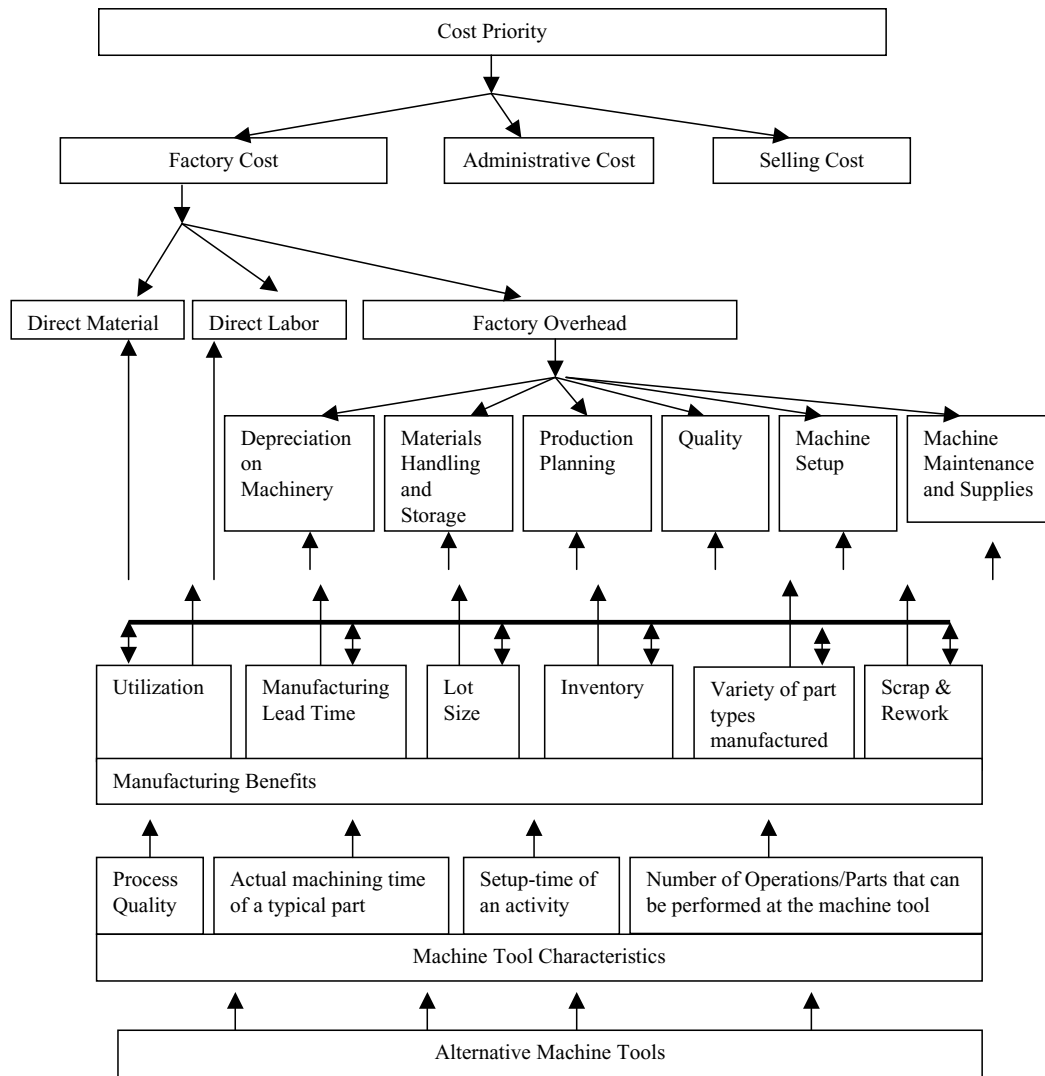 Cost Priority
Factory Cost
Administrative Cost
Selling Cost
Direct Material
Direct Labor
Factory Overhead
Depreciation
on
Machinery
Materials
Handling
and
Storage
Production
Planning
Quality
Machine
Setup
Machine
Maintenance
and Supplies
Utilization
Manufacturing
Lead Time
Lot
Size
Inventory
Variety of part
types
manufactured
Scrap &
Rework
Manufacturing Benefits
Process
Quality
Actual machining time
of a typical part
Setup-time of
an activity
Number of Operations/Parts that can
be performed at the machine tool
Machine Tool Characteristics
Alternative Machine Tools